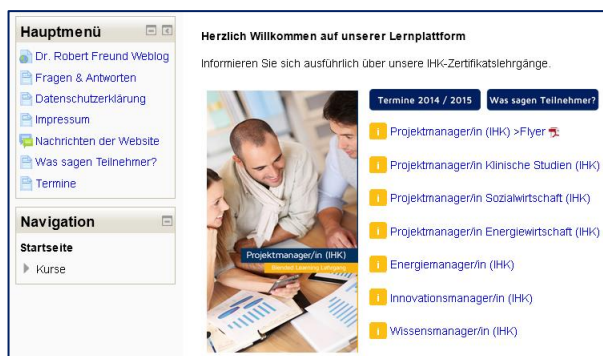 Hauptmenü
Dr. Robert Freund Weblog
Fragen & Antworten
Datenschutzerklärung
Impressum
Nachrichten der Website
Was sagen Teilnehmer?
Termine
Navigation
Startseite
Kurse
Herzlich Willkommen auf unserer Lernplattform
Informieren Sie sich ausführlich über unsere IHK-Zertifikatslehrgänge.
Projektmanager/in (IHK)
Blended Learning Lehrgang
Termine 2014 / 2015 Was sagen Teilnehmer?
Projektmanager/in (IHK) >Flyer
Projektmanager/in Klinische Studien (IHK)
Projektmanager/in Sozialwirtschaft (IHK)
Projektmanager/in Energiewirtschaft (IHK)
Energiemanager/in (IHK)
Innovationsmanager/in (IHK)
Wissensmanager/in (IHK)